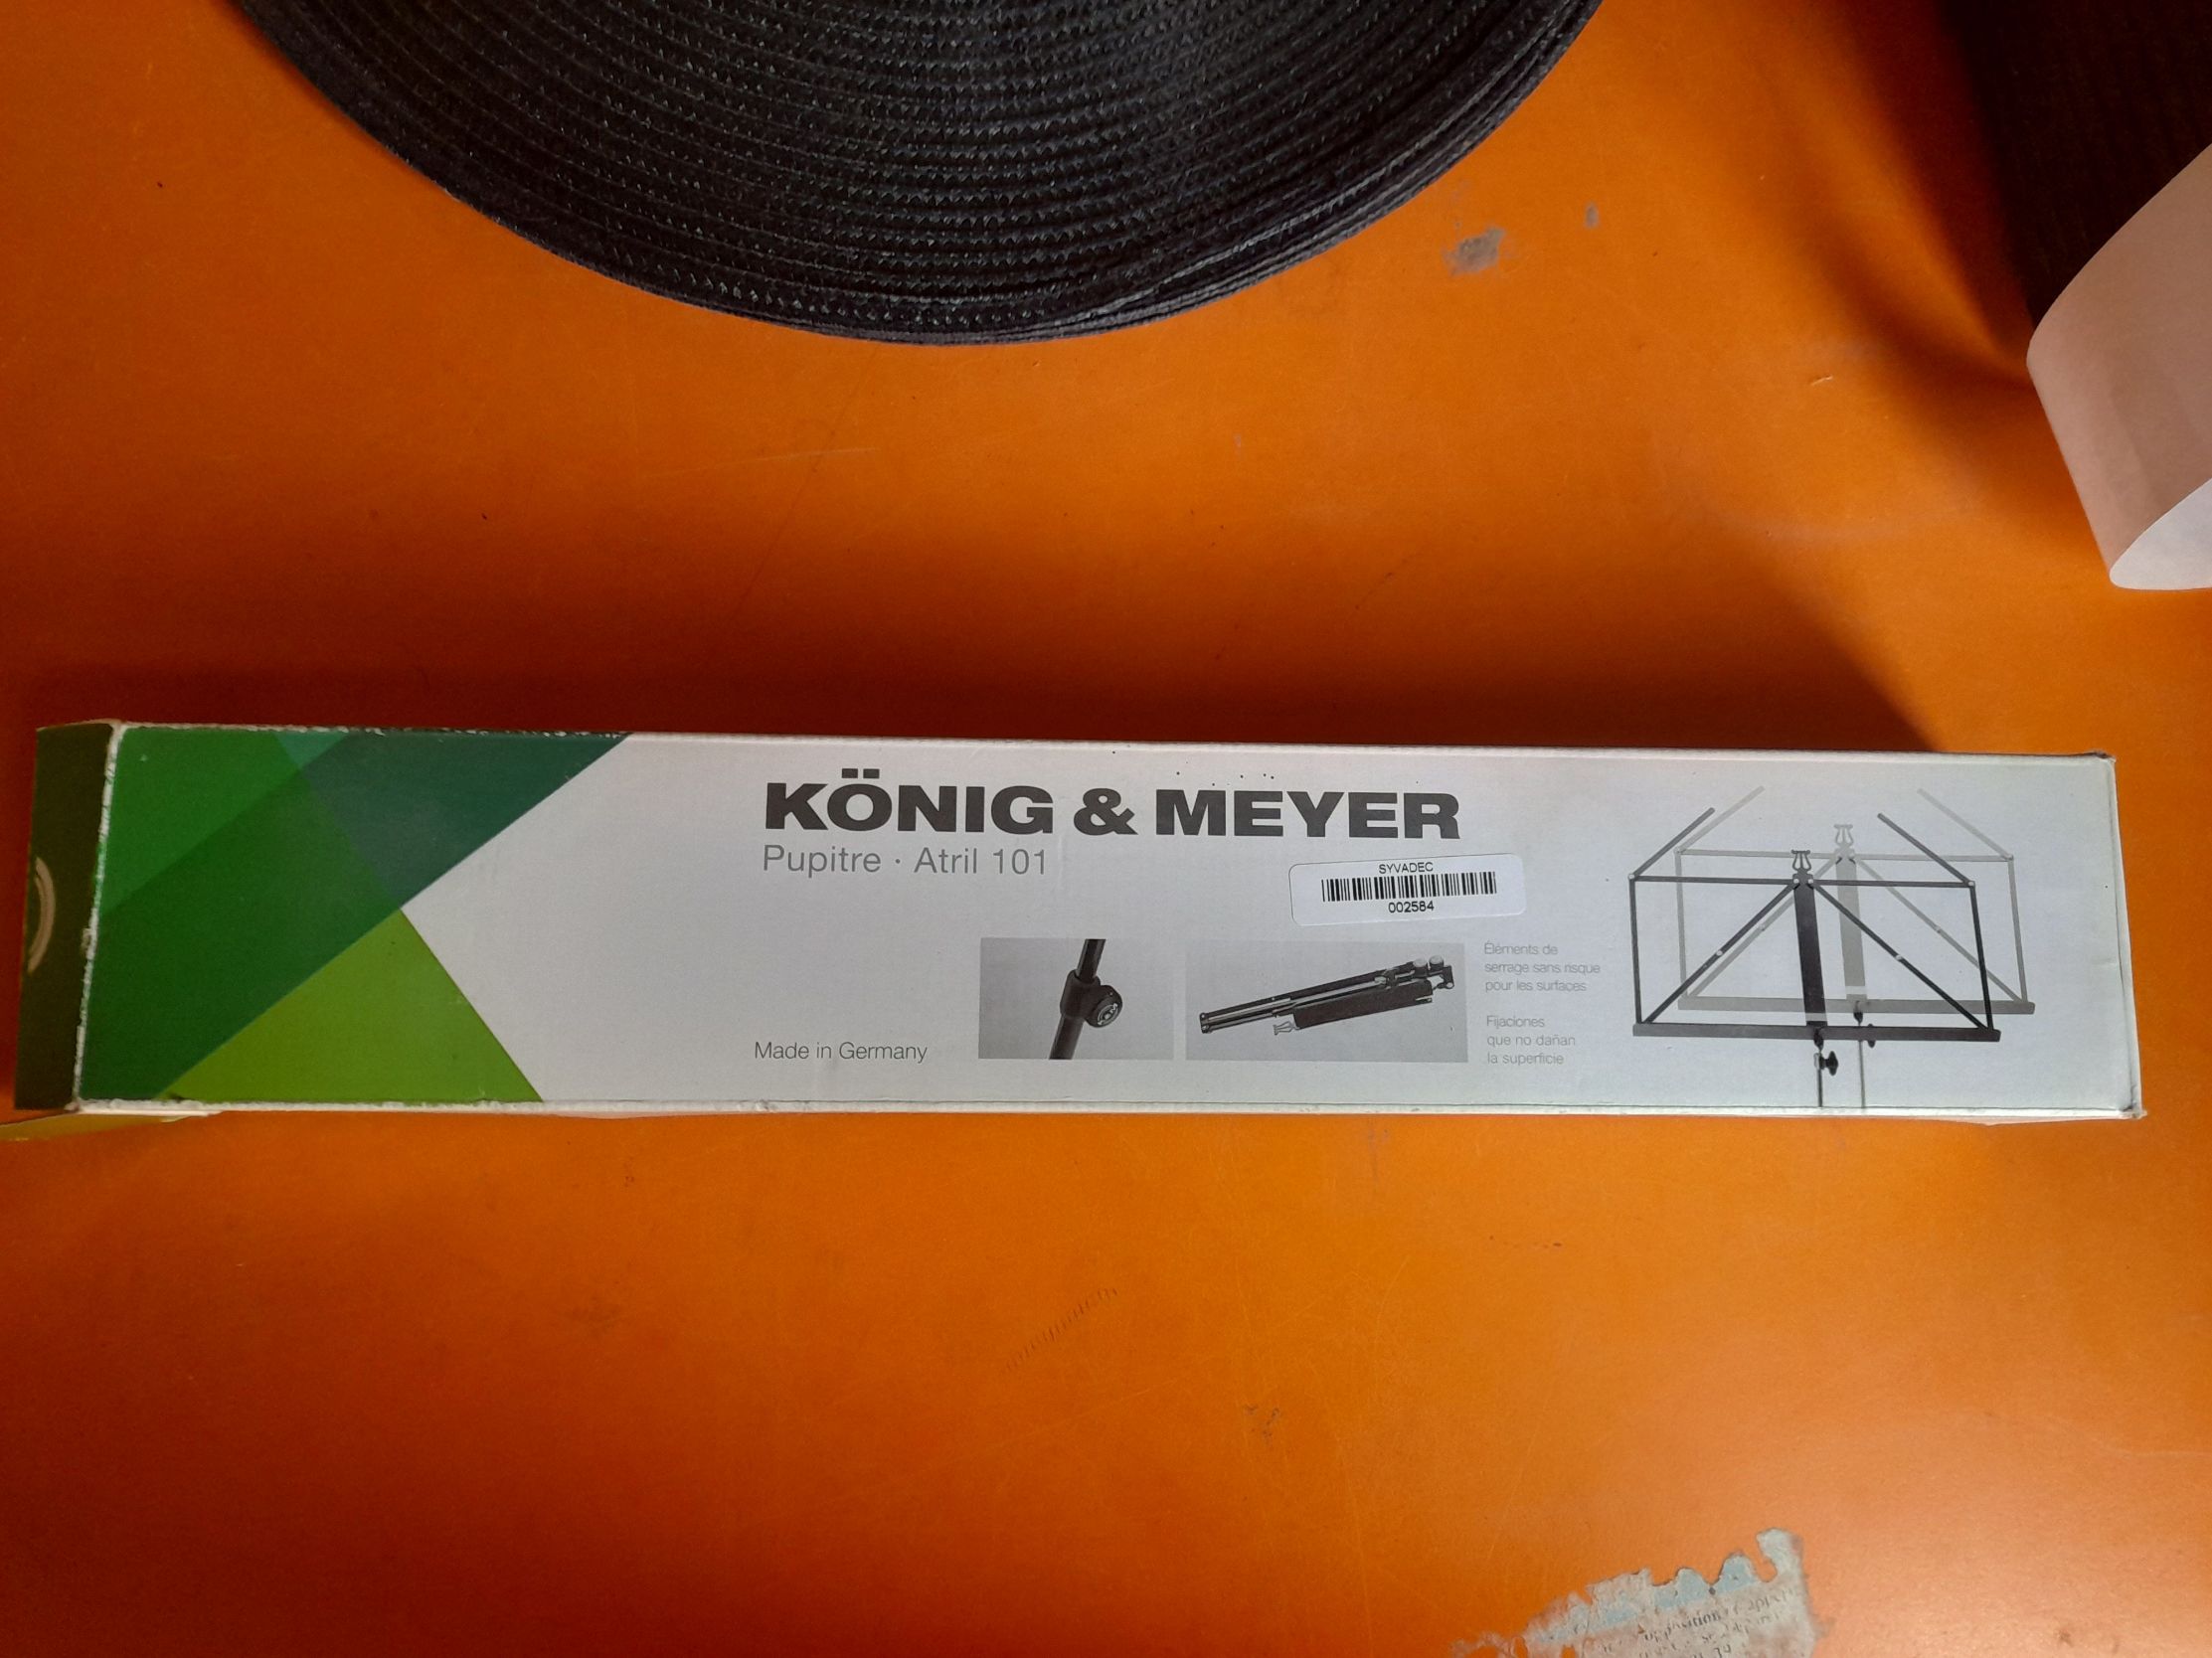 KÖNIG & MEYER
Pupitre · Atril 101
SYVADEC
002584
Éléments de
serrage sans risque
pour les surfaces
Fijaciones
que no dañan
la superficie
Made in Germany